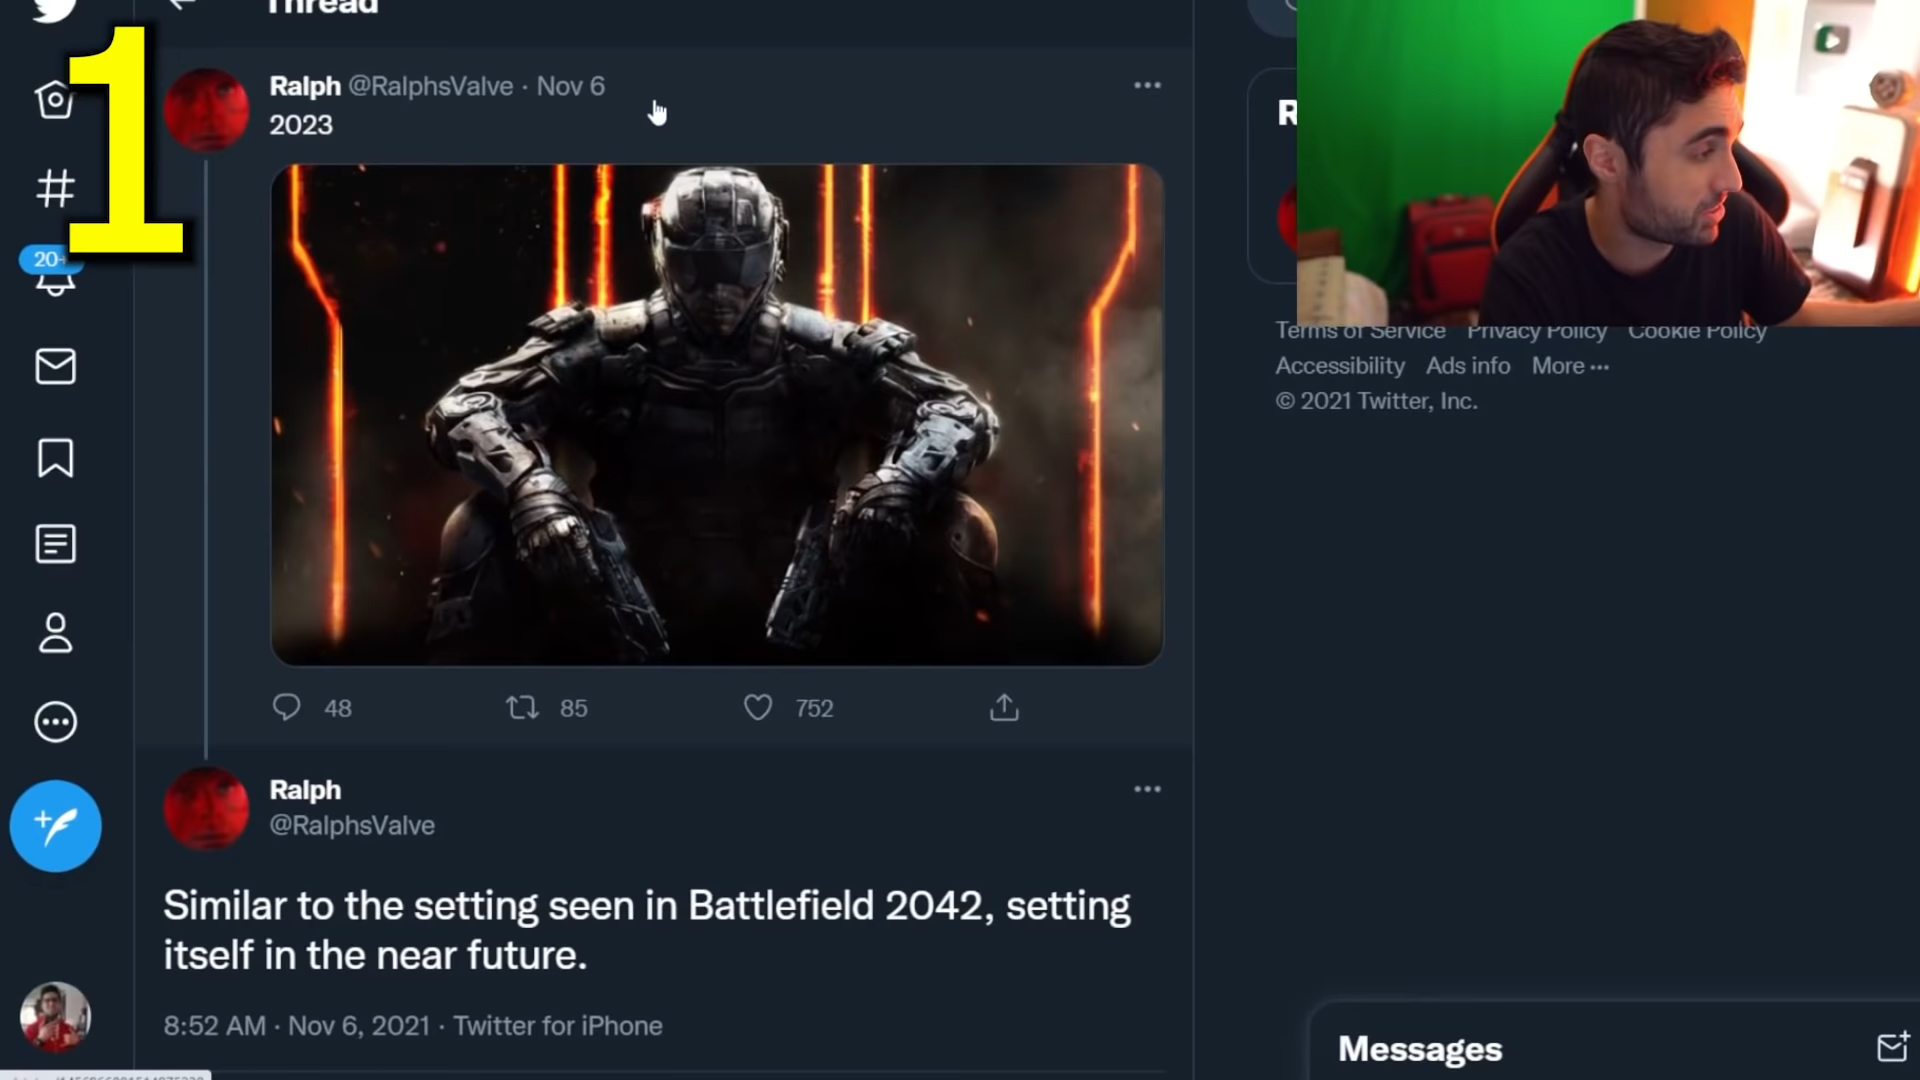 1
Thread
Ralph @RalphsValve · Nov 6
2023
20+
48
85
752
R
Terms of Service Privacy Policy Cookie Policy
Accessibility Ads info More ···
© 2021 Twitter, Inc.
Ralph
@RalphsValve
Similar to the setting seen in Battlefield 2042, setting
itself in the near future.
8:52 AM · Nov 6, 2021 · Twitter for iPhone
Messages